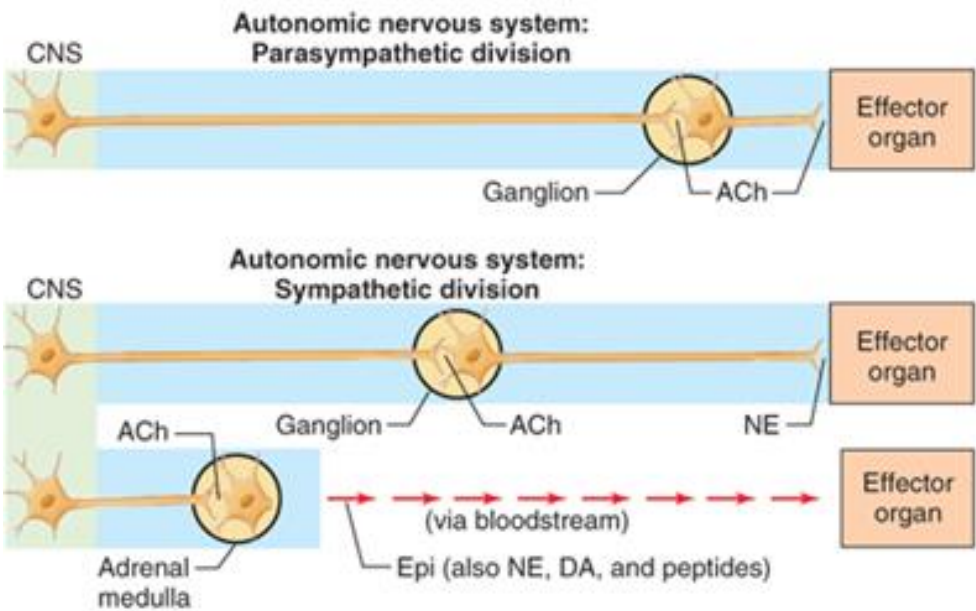 Autonomic nervous system:
Parasympathetic division
CNS
Effector
organ
Ganglion
ACh
Autonomic nervous system:
Sympathetic division
CNS
Effector
organ
Ganglion
ACh
NE
ACh
Effector
organ
(via bloodstream)
Adrenal
medulla
Epi (also NE, DA, and peptides)